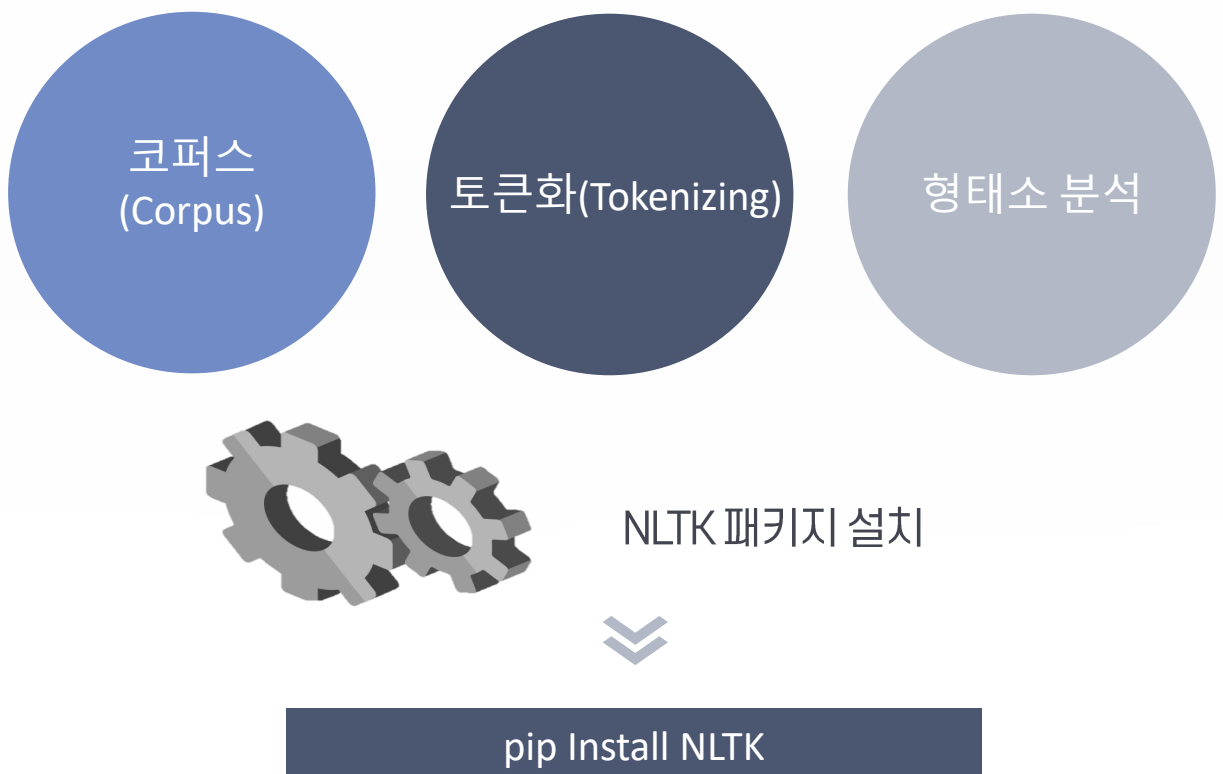 코퍼스
(Corpus)
토큰화(Tokenizing)
형태소 분석
NLTK 패키지 설치
pip Install NLTK